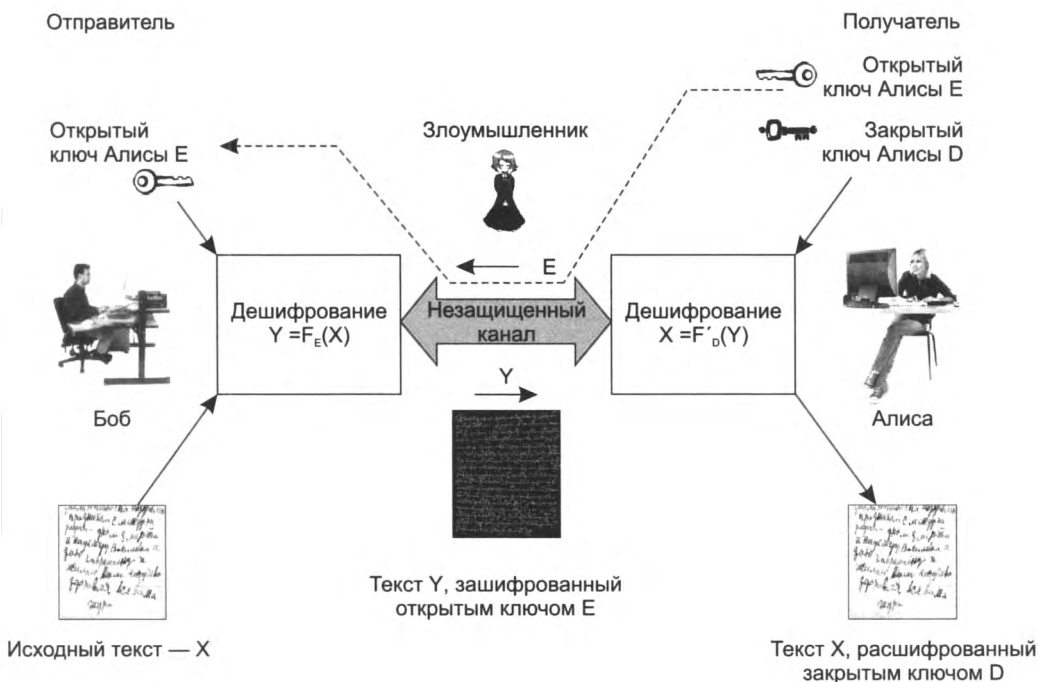 Отправитель
Получатель
Открытый
ключ Алисы E
Закрытый
ключ Алисы D
Злоумышленник
Открытый
ключ Алисы E
E
Дешифрование
Y =F_E(X)
Незащищенный
канал
Дешифрование
X =F´_D(Y)
Y
Боб
Алиса
Текст Y, зашифрованный
открытым ключом E
Исходный текст — X
Текст X, расшифрованный
закрытым ключом D